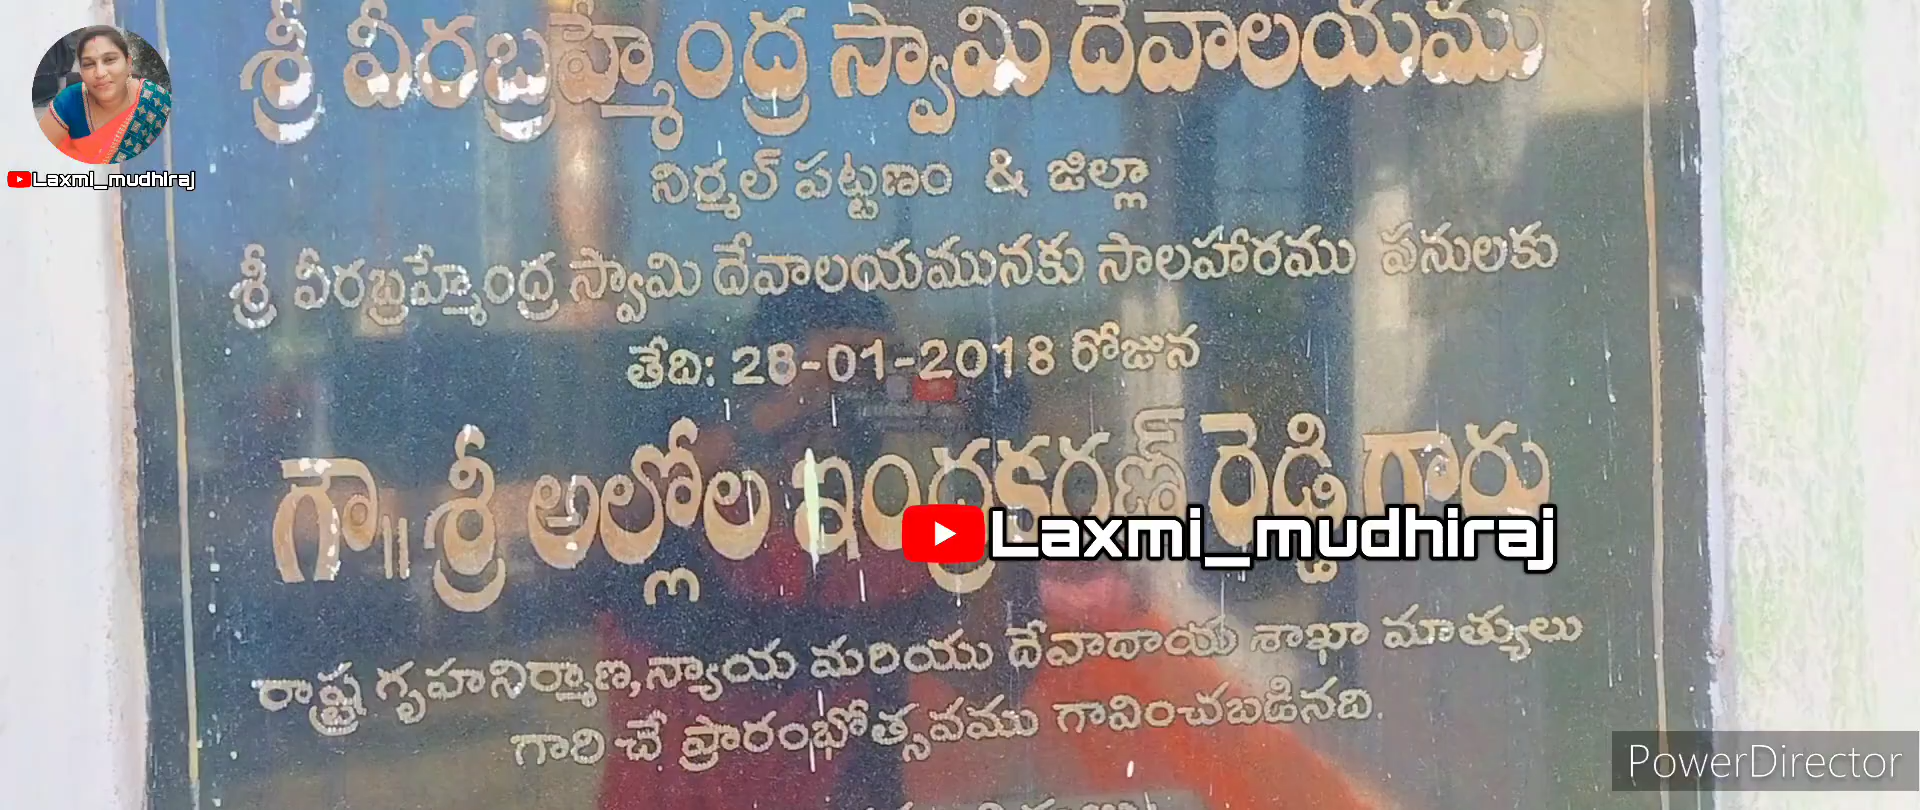 శ్రీ వీరబ్రహ్మేంద్ర స్వామి దేవాలయము
నిర్మల్ పట్టణం & జిల్లా
శ్రీ వీరబ్రహ్మేంద్ర స్వామి దేవాలయమునకు సాలహారము పనులకు
తేది: 28-01-2018 రోజున
గౌ|| శ్రీ అల్లోల ఇంద్రకరణ్ రెడ్డి గారు
రాష్ట్ర గృహనిర్మాణ, న్యాయ మరియు దేవాదాయ శాఖా మాత్యులు
గారి చే ప్రారంభోత్సవము గావించబడినది.
Laxmi_mudhiraj
Laxmi_mudhiraj
PowerDirector